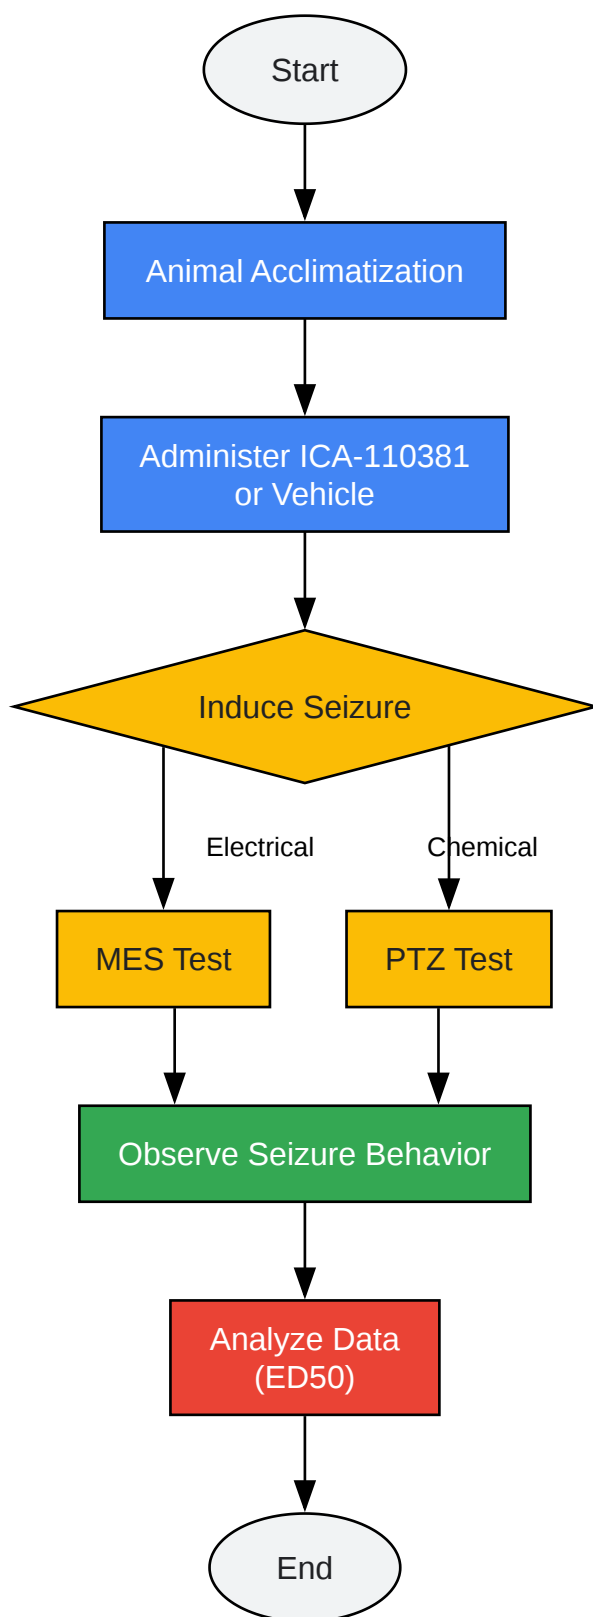 Start
Animal Acclimatization
Administer ICA-110381
or Vehicle
Induce Seizure
Electrical
Chemical
MES Test
PTZ Test
Observe Seizure Behavior
Analyze Data
(ED50)
End